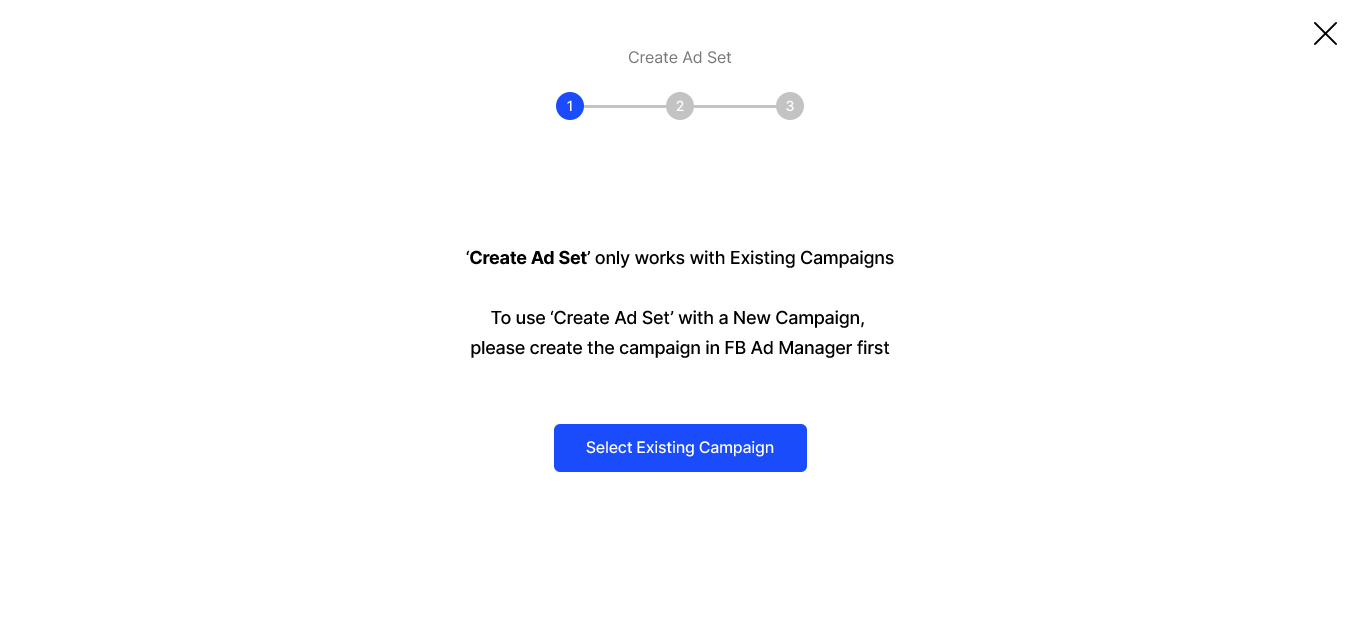 Create Ad Set
1 2 3
‘Create Ad Set’ only works with Existing Campaigns
To use ‘Create Ad Set’ with a New Campaign,
please create the campaign in FB Ad Manager first
Select Existing Campaign